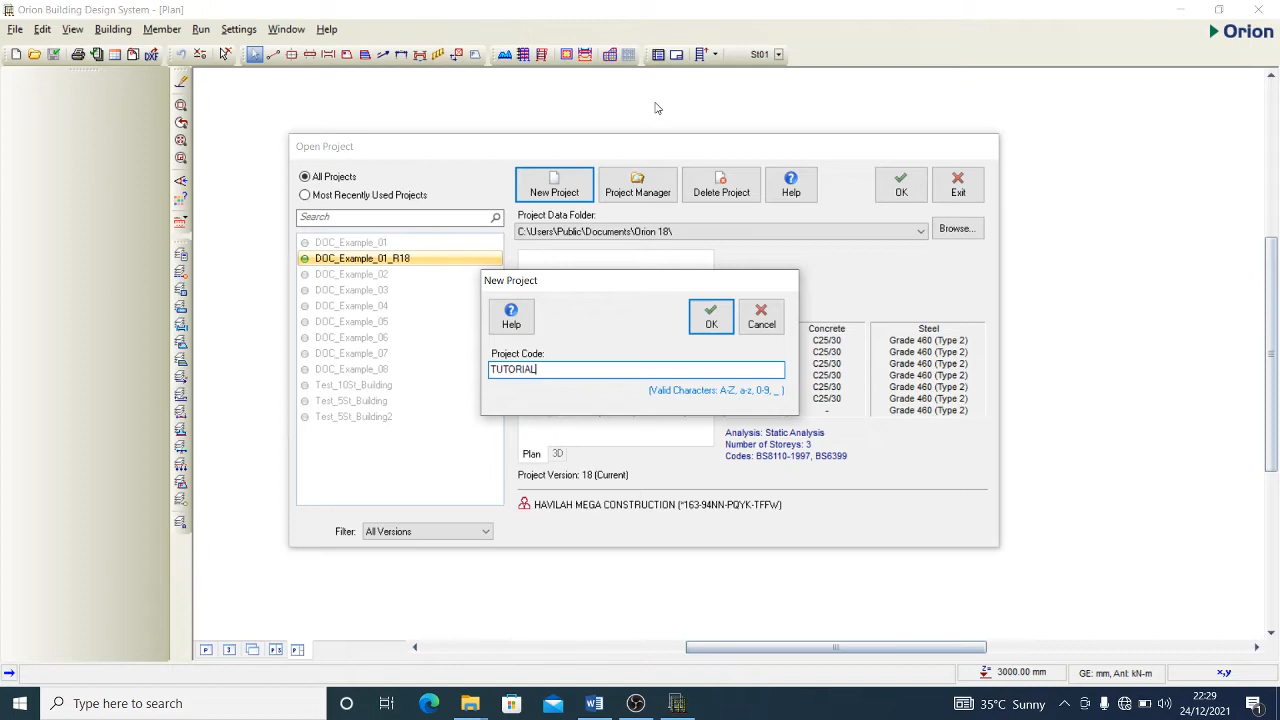 Orion Building Design System - [Plan]
File Edit View Building Member Run Settings Window Help
Orion
DXF St01
Open Project
All Projects
Most Recently Used Projects
Search
DOC_Example_01
DOC_Example_01_R18
DOC_Example_02
DOC_Example_03
DOC_Example_04
DOC_Example_05
DOC_Example_06
DOC_Example_07
DOC_Example_08
Test_10St_Building
Test_5St_Building
Test_5St_Building2
Filter: All Versions
New Project Project Manager Delete Project Help OK Exit
Project Data Folder:
C:\Users\Public\Documents\Orion 18\ Browse...
New Project
Help OK Cancel
Project Code:
TUTORIAL
(Valid Characters: A-Z, a-z, 0-9, _ )
Concrete Steel
C25/30 Grade 460 (Type 2)
C25/30 Grade 460 (Type 2)
C25/30 Grade 460 (Type 2)
C25/30 Grade 460 (Type 2)
C25/30 Grade 460 (Type 2)
C25/30 Grade 460 (Type 2)
- Grade 460 (Type 2)
Analysis: Static Analysis
Number of Storeys: 3
Codes: BS8110-1997, BS6399
Plan 3D
Project Version: 18 (Current)
HAVILAH MEGA CONSTRUCTION (*163-94NN-PQYK-TFFW)
Z= 3000.00 mm GE: mm, Anl: kN-m x,y
Type here to search
35°C Sunny
22:29
24/12/2021